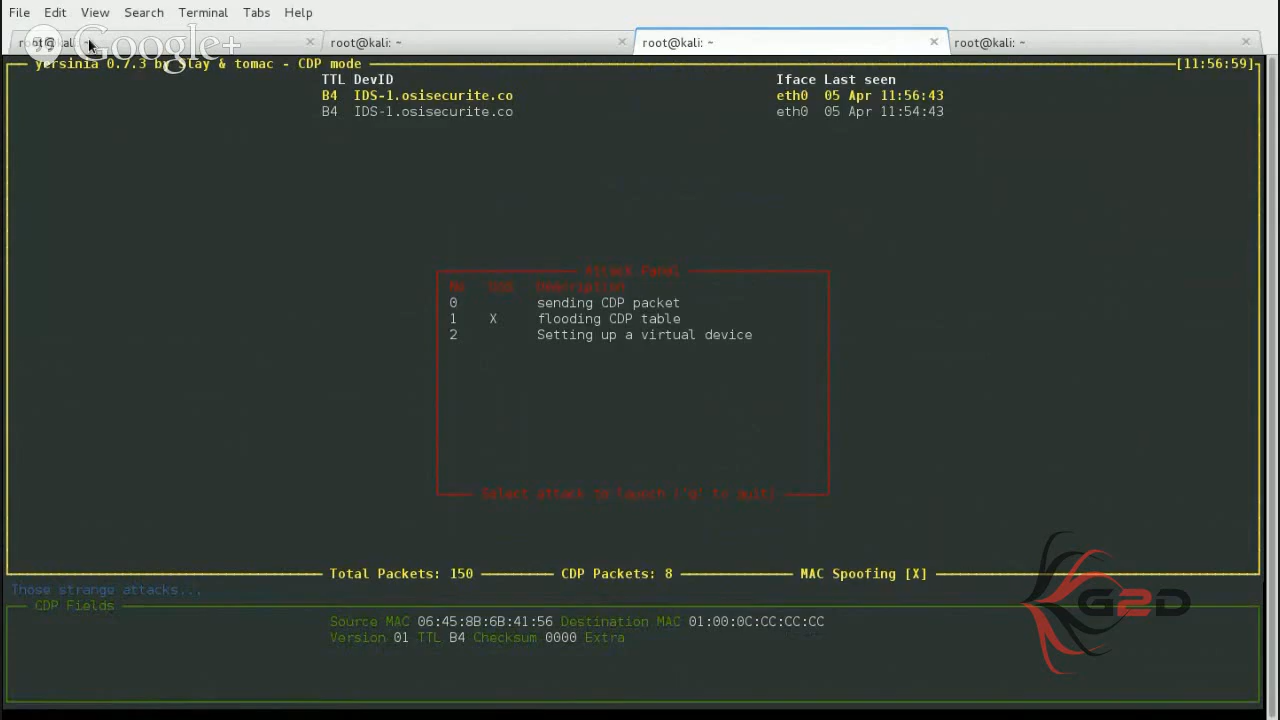 File Edit View Search Terminal Tabs Help
root@kali: ~ root@kali: ~ root@kali: ~
Google+
yersinia 0.7.3 by slay & tomac - CDP mode [11:56:59]
TTL DevID Iface Last seen
B4 IDS-1.osisecurite.co eth0 05 Apr 11:56:43
B4 IDS-1.osisecurite.co eth0 05 Apr 11:54:43
Attack Panel
No DoS Description
0 sending CDP packet
1 X flooding CDP table
2 Setting up a virtual device
Select attack to launch ('q' to quit)
Total Packets: 150 CDP Packets: 8 MAC Spoofing [X]
Those strange attacks...
CDP Fields
Source MAC 06:45:8B:6B:41:56 Destination MAC 01:00:0C:CC:CC:CC
Version 01 TTL B4 Checksum 0000 Extra
G2D